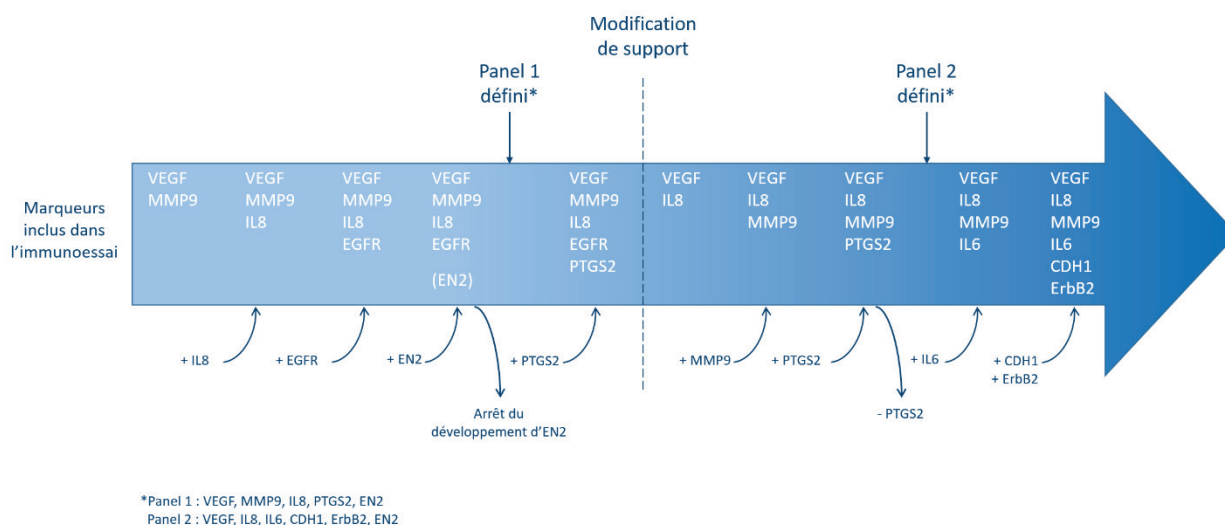 Modification
de support
Panel 1
défini*
Panel 2
défini*
Marqueurs
inclus dans
l’immunoessai
VEGF
MMP9
VEGF
MMP9
IL8
VEGF
MMP9
IL8
EGFR
VEGF
MMP9
IL8
EGFR
(EN2)
VEGF
MMP9
IL8
EGFR
PTGS2
VEGF
IL8
VEGF
IL8
MMP9
VEGF
IL8
MMP9
PTGS2
VEGF
IL8
MMP9
IL6
VEGF
IL8
MMP9
IL6
CDH1
ErbB2
+ IL8
+ EGFR
+ EN2
+ PTGS2
+ MMP9
+ PTGS2
+ IL6
+ CDH1
+ ErbB2
Arrêt du
développement d’EN2
- PTGS2
*Panel 1 : VEGF, MMP9, IL8, PTGS2, EN2
Panel 2 : VEGF, IL8, IL6, CDH1, ErbB2, EN2